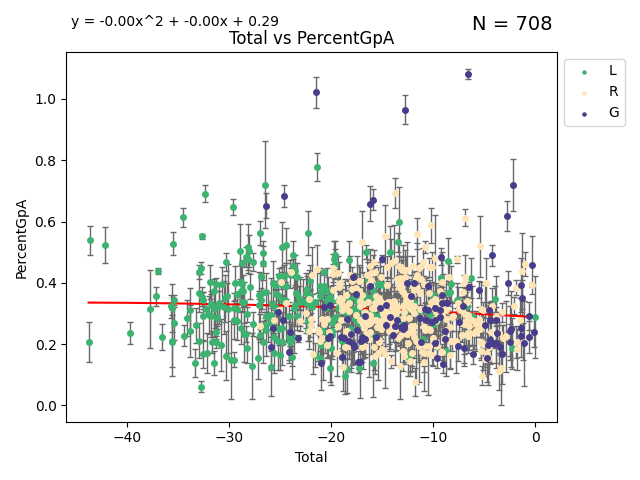 y = -0.00x^2 + -0.00x + 0.29
N = 708
Total vs PercentGpA
L
R
G
PercentGpA
1.0
0.8
0.6
0.4
0.2
0.0
−40
−30
−20
−10
0
Total